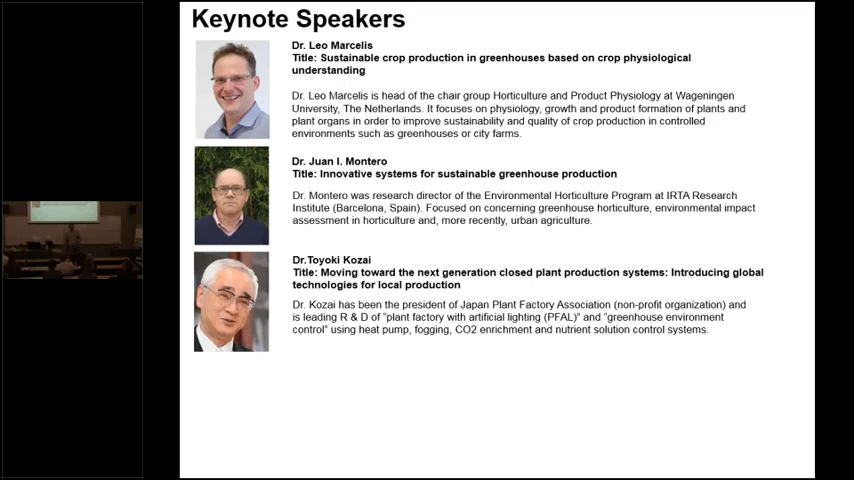 Keynote Speakers
Dr. Leo Marcelis
Title: Sustainable crop production in greenhouses based on crop physiological
understanding
Dr. Leo Marcelis is head of the chair group Horticulture and Product Physiology at Wageningen
University, The Netherlands. It focuses on physiology, growth and product formation of plants and
plant organs in order to improve sustainability and quality of crop production in controlled
environments such as greenhouses or city farms.
Dr. Juan I. Montero
Title: Innovative systems for sustainable greenhouse production
Dr. Montero was research director of the Environmental Horticulture Program at IRTA Research
Institute (Barcelona, Spain). Focused on concerning greenhouse horticulture, environmental impact
assessment in horticulture and, more recently, urban agriculture.
Dr.Toyoki Kozai
Title: Moving toward the next generation closed plant production systems: Introducing global
technologies for local production
Dr. Kozai has been the president of Japan Plant Factory Association (non-profit organization) and
is leading R & D of "plant factory with artificial lighting (PFAL)" and "greenhouse environment
control" using heat pump, fogging, CO2 enrichment and nutrient solution control systems.